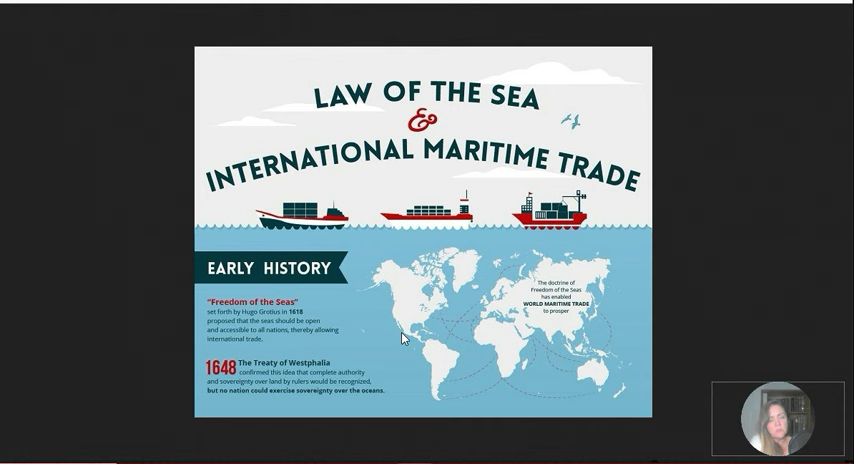 LAW OF THE SEA
&
INTERNATIONAL MARITIME TRADE
EARLY HISTORY
"Freedom of the Seas"
set forth by Hugo Grotius in 1618
proposed that the seas should be open
and accessible to all nations, thereby allowing
international trade.
1648 The Treaty of Westphalia
confirmed this idea that complete authority
and sovereignty over land by rulers would be recognized,
but no nation could exercise sovereignty over the oceans.
The doctrine of
Freedom of the Seas
has enabled
WORLD MARITIME TRADE
to prosper